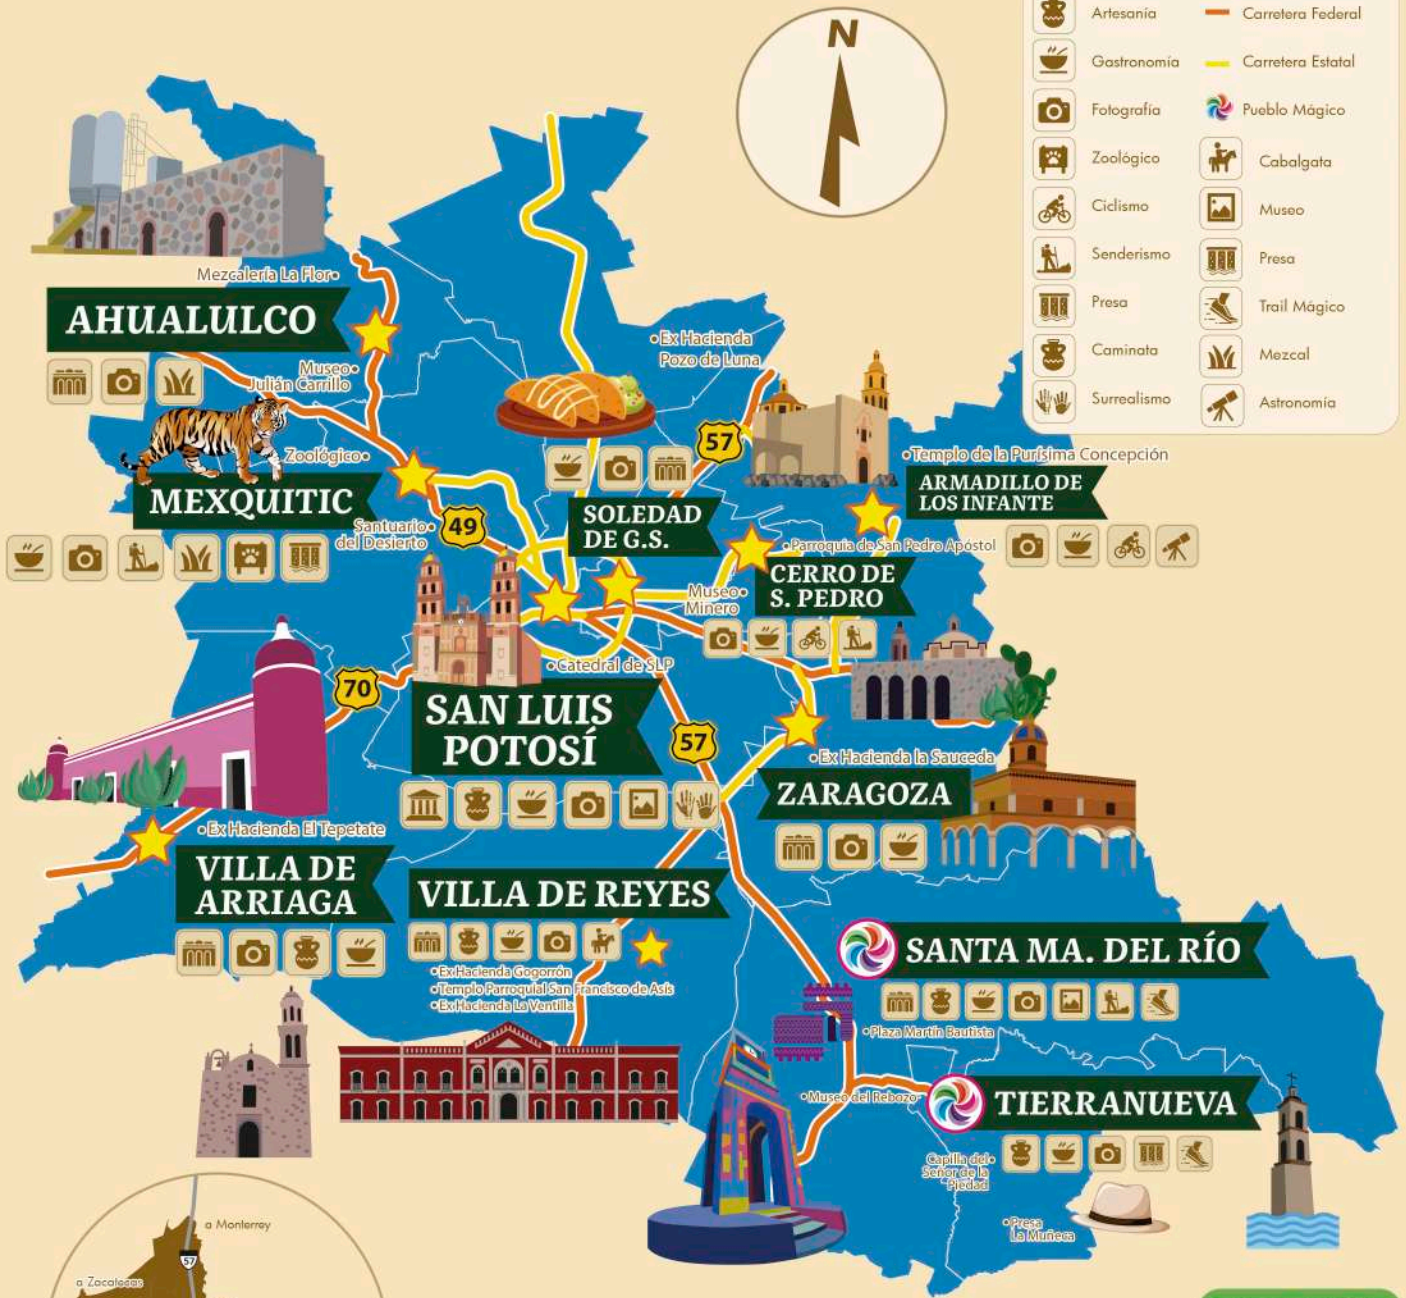 N
Artesanía
Carretera Federal
Gastronomía
Carretera Estatal
Fotografía
Pueblo Mágico
Zoológico
Cabalgata
Ciclismo
Museo
Senderismo
Presa
Presa
Trail Mágico
Caminata
Mezcal
Surrealismo
Astronomía
Mezcalería La Flor
AHUALULCO
Museo
Julián Carrillo
Ex Hacienda
Pozo de Luna
57
Zoológico
MEXQUITIC
Santuario
del Desierto
49
SOLEDAD
DE G.S.
Templo de la Purísima Concepción
ARMADILLO DE
LOS INFANTE
Parroquia de San Pedro Apóstol
CERRO DE
S. PEDRO
Museo
Minero
Catedral de SLP
70
SAN LUIS
POTOSÍ
57
Ex Hacienda la Sauceda
ZARAGOZA
Ex Hacienda El Tepetate
VILLA DE
ARRIAGA
VILLA DE REYES
Ex Hacienda Gogorrón
Templo Parroquial San Francisco de Asís
Ex Hacienda La Ventilla
SANTA MA. DEL RÍO
Plaza Martín Bautista
Museo del Rebozo
TIERRANUEVA
Capilla del
Señor de la
Piedad
Presa
La Muñeca
a Monterrey
57
a Zacatecas